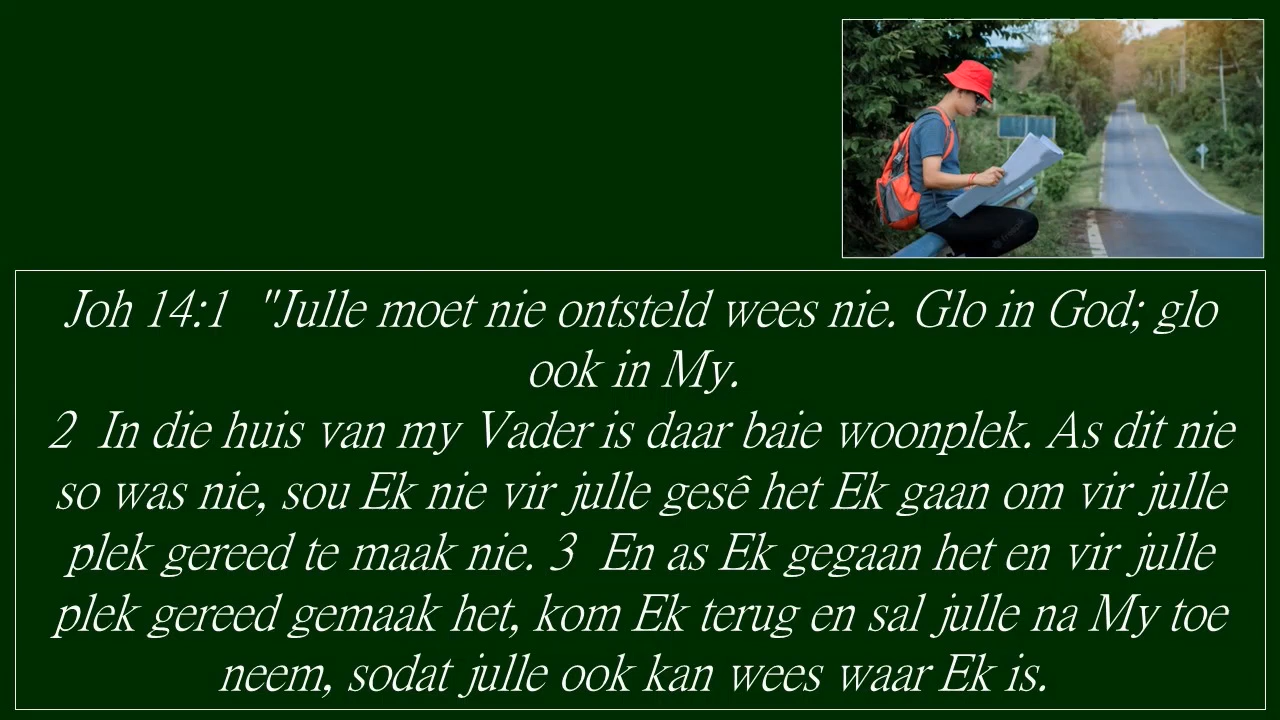 Joh 14:1  "Julle moet nie ontsteld wees nie. Glo in God; glo
ook in My.
2  In die huis van my Vader is daar baie woonplek. As dit nie
so was nie, sou Ek nie vir julle gesê het Ek gaan om vir julle
plek gereed te maak nie. 3  En as Ek gegaan het en vir julle
plek gereed gemaak het, kom Ek terug en sal julle na My toe
neem, sodat julle ook kan wees waar Ek is.